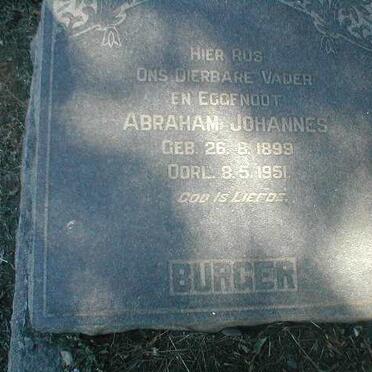 HIER RUS
ONS DIERBARE VADER
EN EGGENOOT
ABRAHAM JOHANNES
GEB. 26.8.1899
OORL. 8.5.1951.
GOD IS LIEFDE.
BURGER